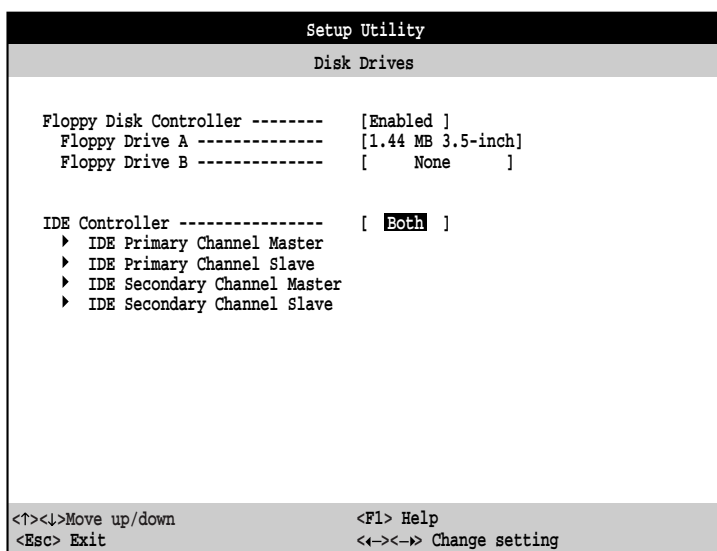 Setup Utility
Disk Drives
Floppy Disk Controller -------- [Enabled ]
Floppy Drive A -------------- [1.44 MB 3.5-inch]
Floppy Drive B -------------- [ None ]
IDE Controller ---------------- [ Both ]
IDE Primary Channel Master
IDE Primary Channel Slave
IDE Secondary Channel Master
IDE Secondary Channel Slave
<↑><↓>Move up/down <F1> Help
<Esc> Exit <←><→> Change setting